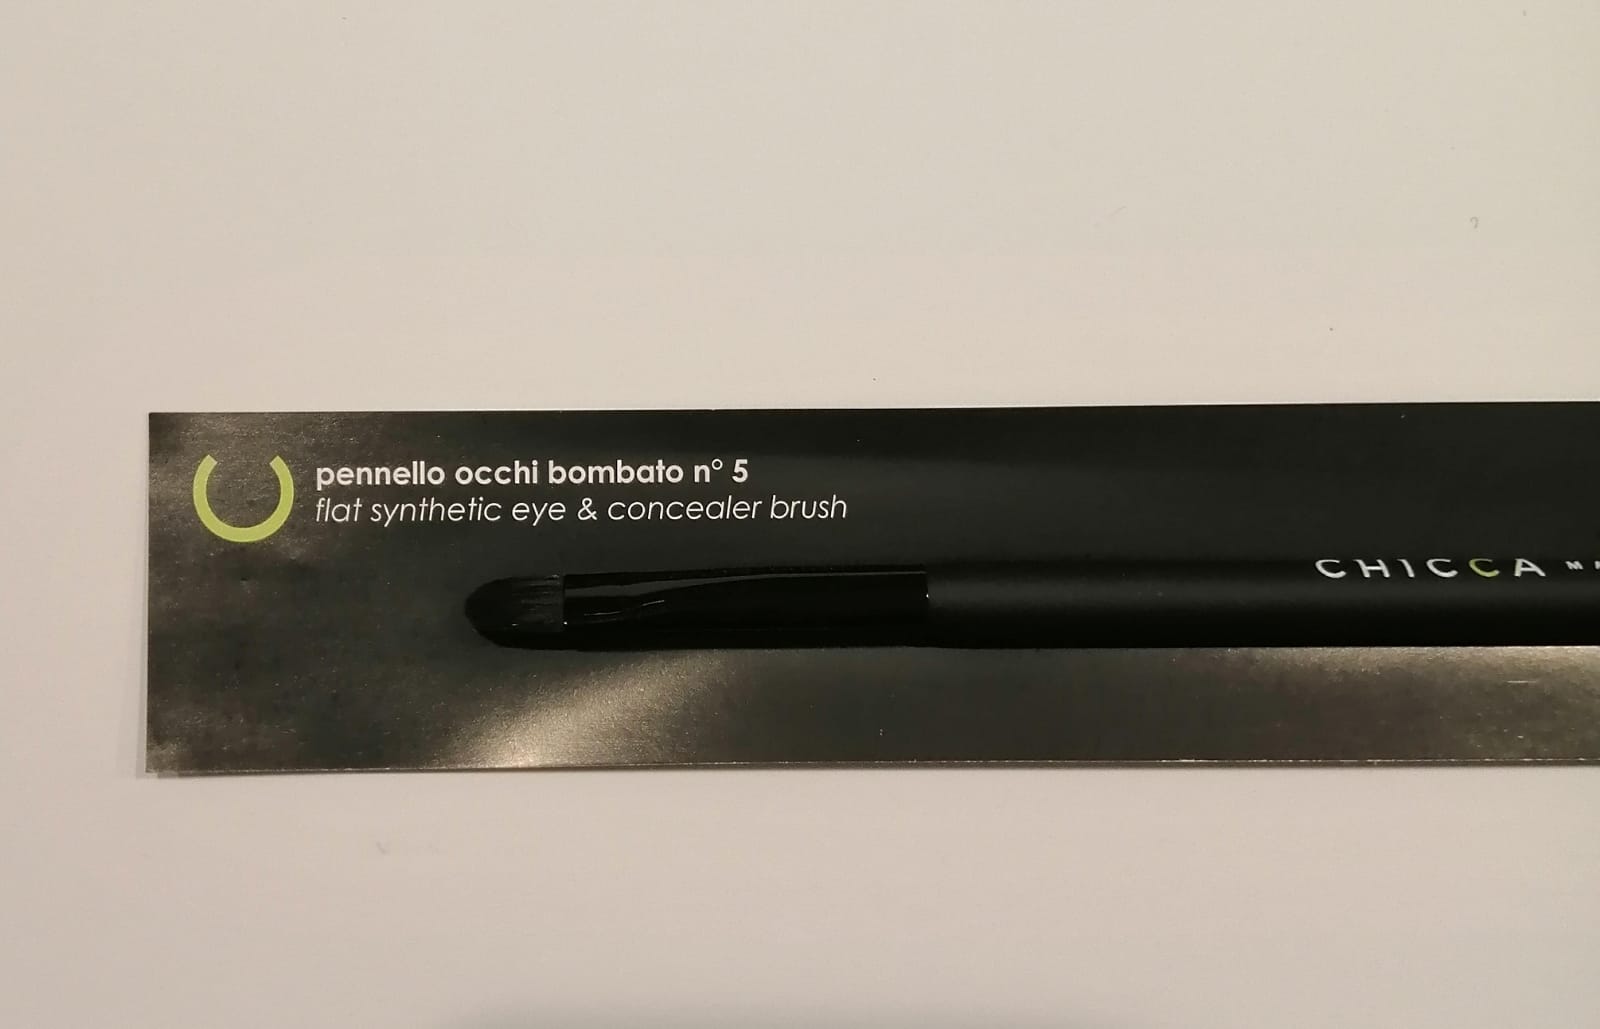 pennello occhi bombato n° 5
flat synthetic eye & concealer brush
CHICCA